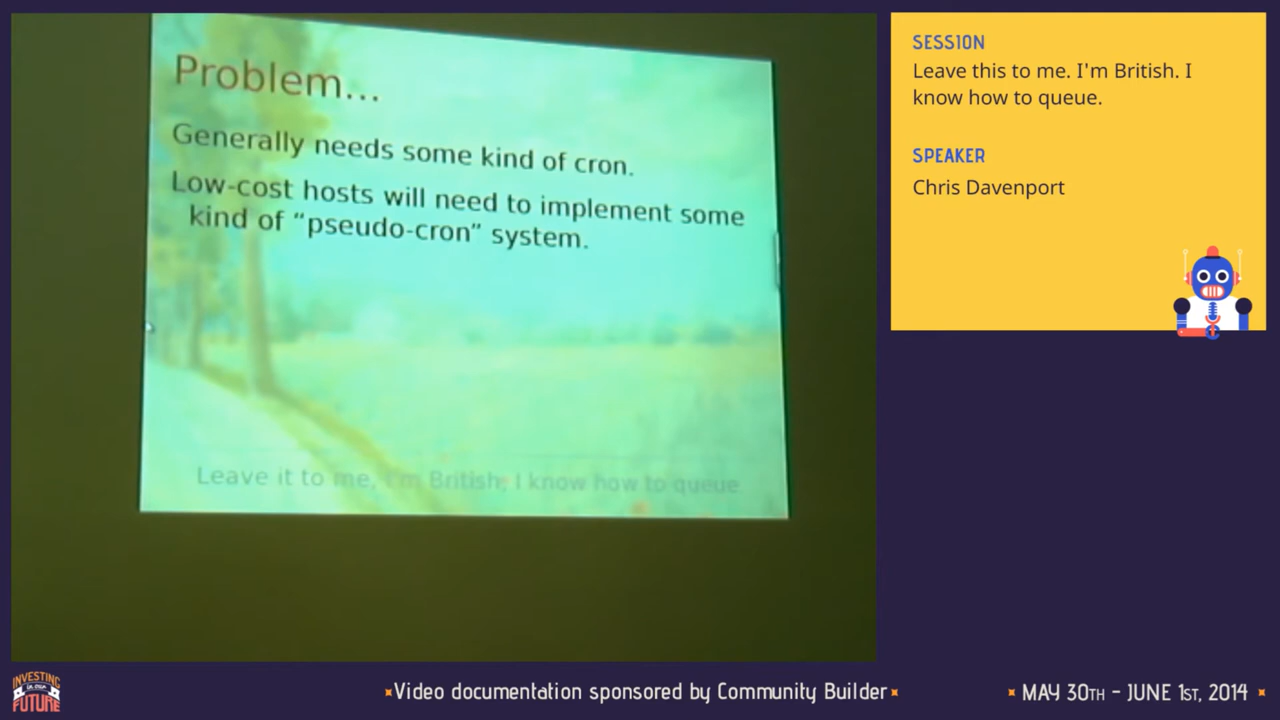 Problem...
Generally needs some kind of cron.
Low-cost hosts will need to implement some
kind of “pseudo-cron” system.
Leave it to me, I'm British, I know how to queue
SESSION
Leave this to me. I'm British. I
know how to queue.
SPEAKER
Chris Davenport
INVESTING
IN OUR
FUTURE
Video documentation sponsored by Community Builder
MAY 30TH - JUNE 1ST, 2014